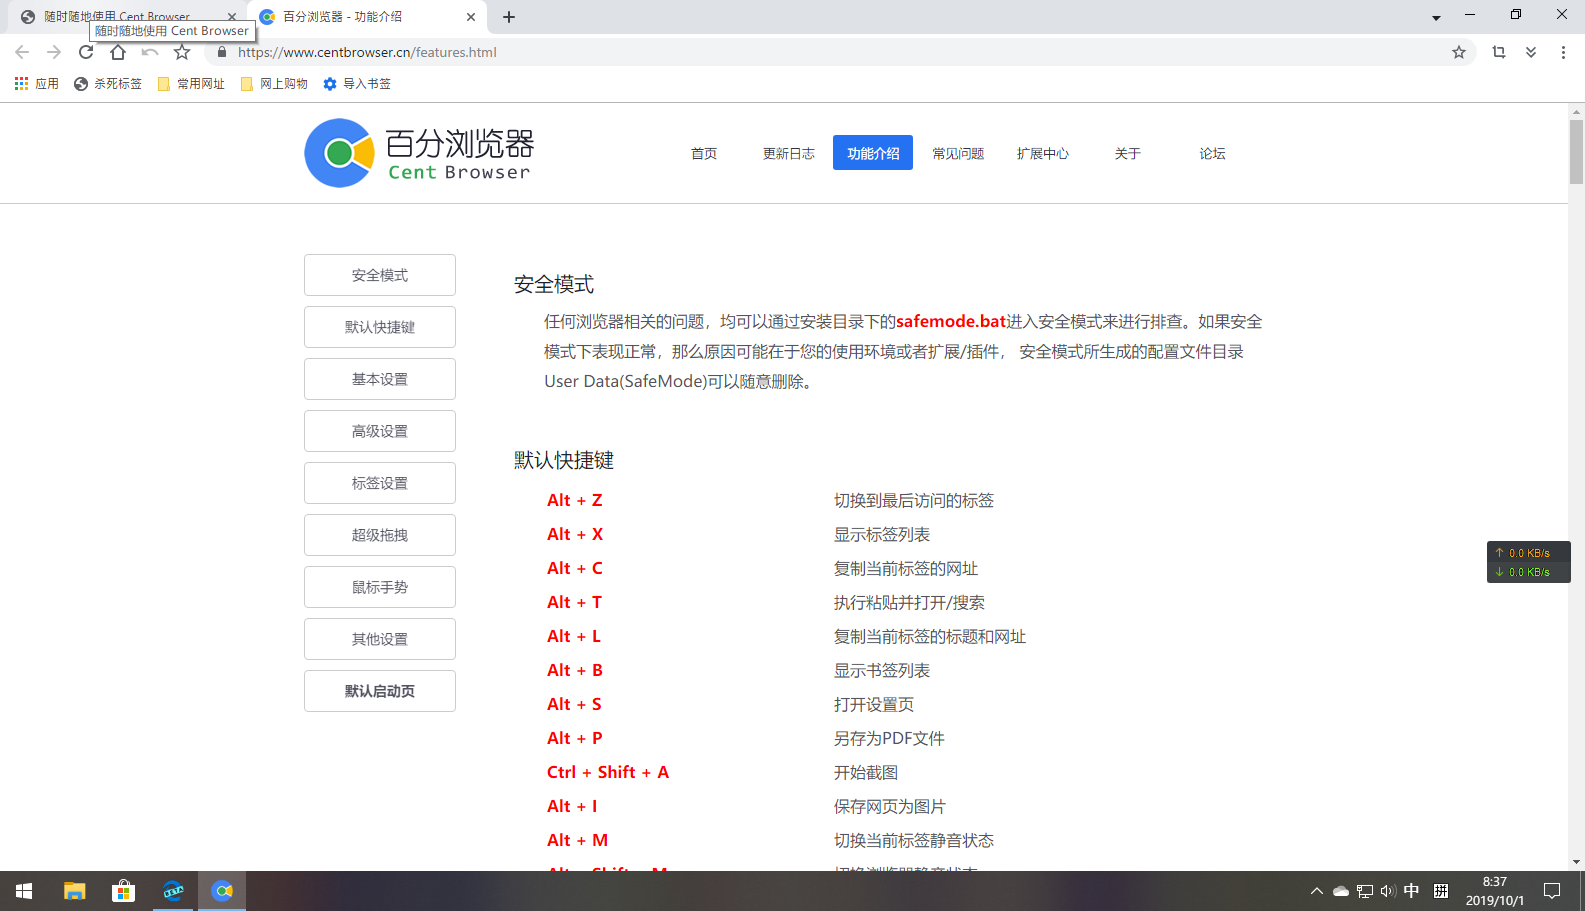 随时随地使用 Cent Browser
百分浏览器 - 功能介绍
随时随地使用 Cent Browser
https://www.centbrowser.cn/features.html
应用
杀死标签
常用网址
网上购物
导入书签
百分浏览器
Cent Browser
首页
更新日志
功能介绍
常见问题
扩展中心
关于
论坛
安全模式
默认快捷键
基本设置
高级设置
标签设置
超级拖拽
鼠标手势
其他设置
默认启动页
安全模式
任何浏览器相关的问题，均可以通过安装目录下的safemode.bat进入安全模式来进行排查。如果安全
模式下表现正常，那么原因可能在于您的使用环境或者扩展/插件， 安全模式所生成的配置文件目录
User Data(SafeMode)可以随意删除。
默认快捷键
Alt + Z 切换到最后访问的标签
Alt + X 显示标签列表
Alt + C 复制当前标签的网址
Alt + T 执行粘贴并打开/搜索
Alt + L 复制当前标签的标题和网址
Alt + B 显示书签列表
Alt + S 打开设置页
Alt + P 另存为PDF文件
Ctrl + Shift + A 开始截图
Alt + I 保存网页为图片
Alt + M 切换当前标签静音状态
Alt + Shift + M 切换浏览器静音状态
↑ 0.0 KB/s
↓ 0.0 KB/s
中
拼
8:37
2019/10/1